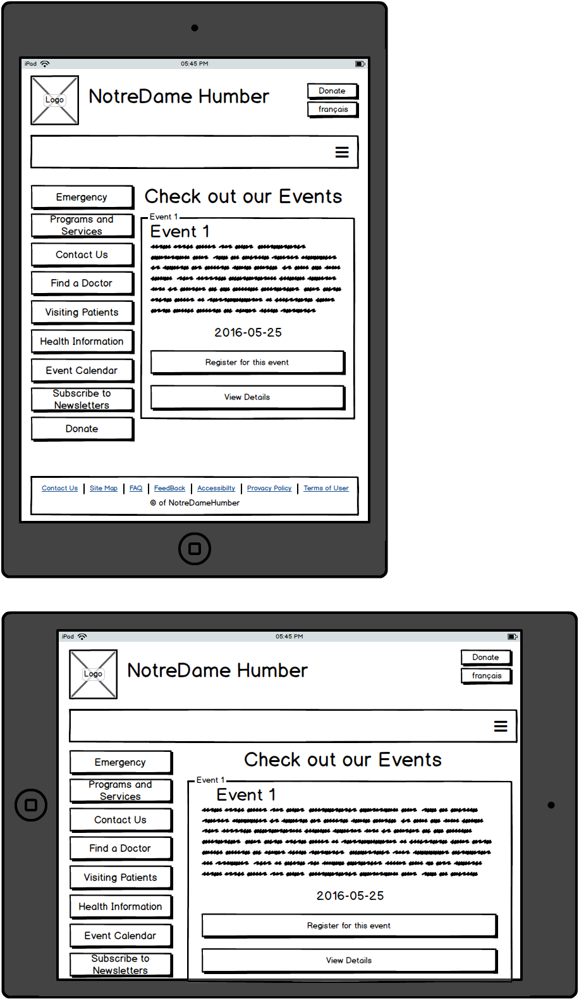 iPad 05:45 PM
Logo
NotreDame Humber
Donate
français
Emergency
Programs and
Services
Contact Us
Find a Doctor
Visiting Patients
Health Information
Event Calendar
Subscribe to
Newsletters
Donate
Check out our Events
Event 1
Event 1
2016-05-25
Register for this event
View Details
Contact Us Site Map FAQ FeedBack Accessibilty Provacy Policy Terms of User
© of NotreDameHumber
iPad 05:45 PM
Logo
NotreDame Humber
Donate
français
Emergency
Programs and
Services
Contact Us
Find a Doctor
Visiting Patients
Health Information
Event Calendar
Subscribe to
Newsletters
Check out our Events
Event 1
Event 1
2016-05-25
Register for this event
View Details